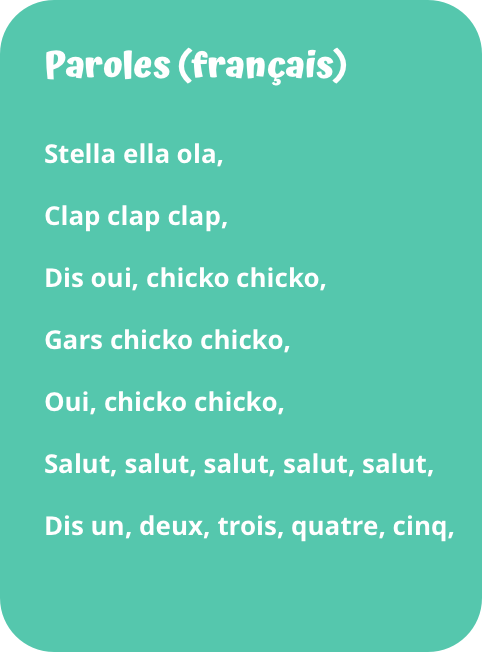 Paroles (français)
Stella ella ola,
Clap clap clap,
Dis oui, chicko chicko,
Gars chicko chicko,
Oui, chicko chicko,
Salut, salut, salut, salut, salut,
Dis un, deux, trois, quatre, cinq,